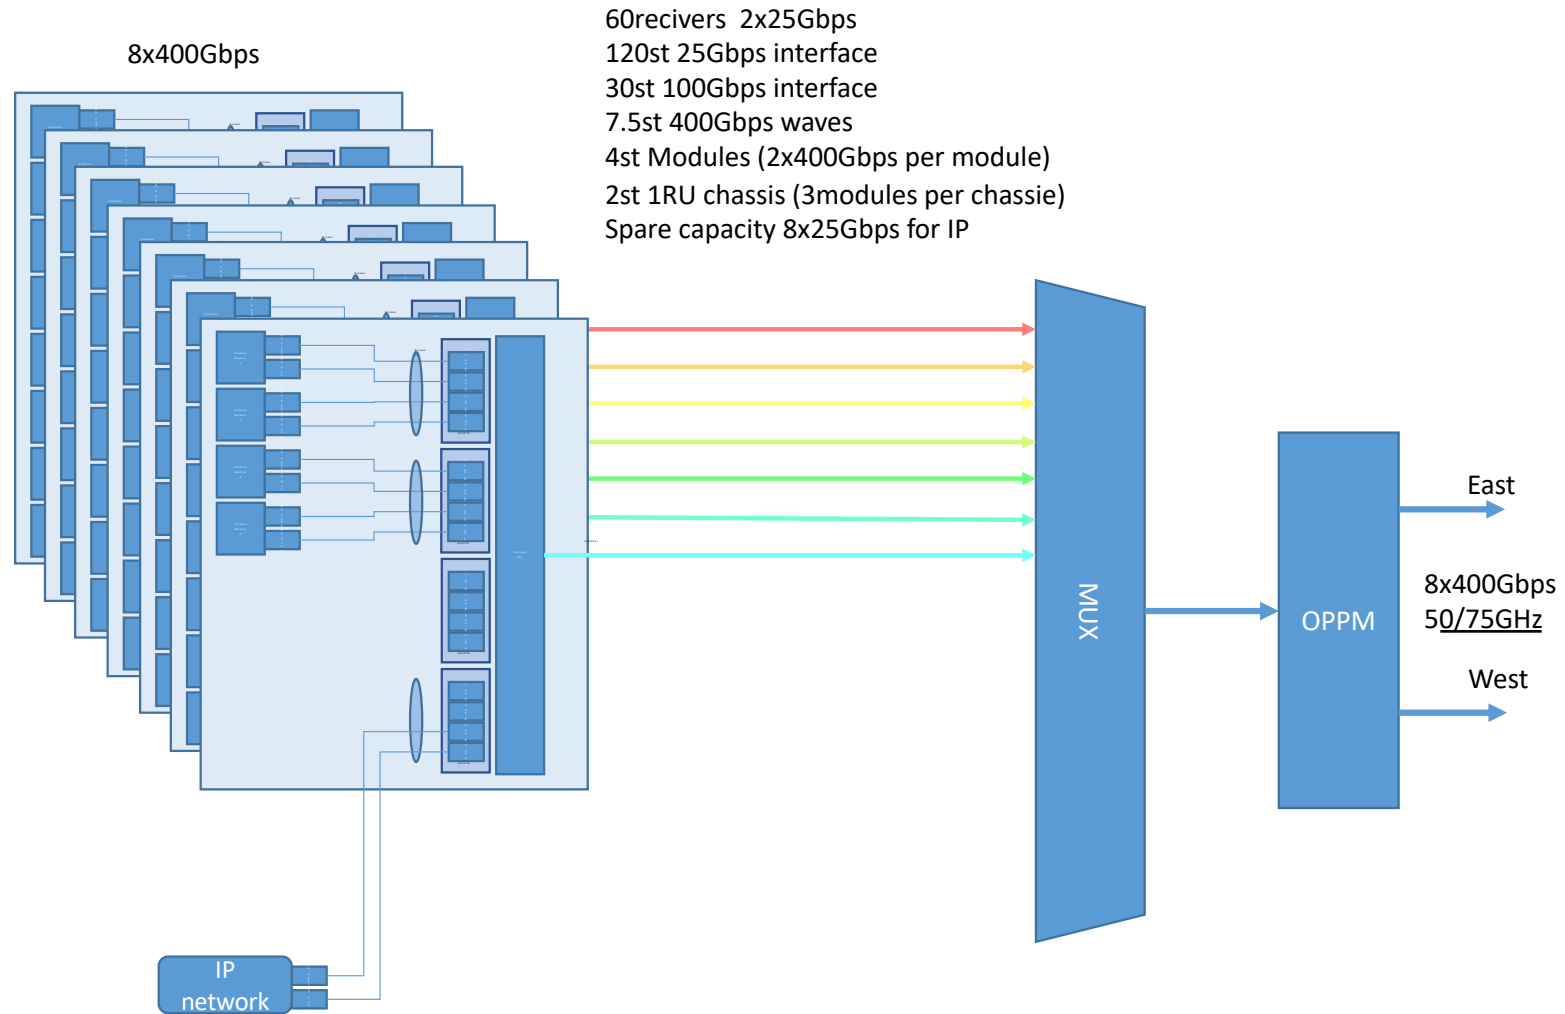 8x400Gbps
60recivers 2x25Gbps
120st 25Gbps interface
30st 100Gbps interface
7.5st 400Gbps waves
4st Modules (2x400Gbps per module)
2st 1RU chassis (3modules per chassie)
Spare capacity 8x25Gbps for IP
MUX
OPPM
East
8x400Gbps
50/75GHz
West
IP
network